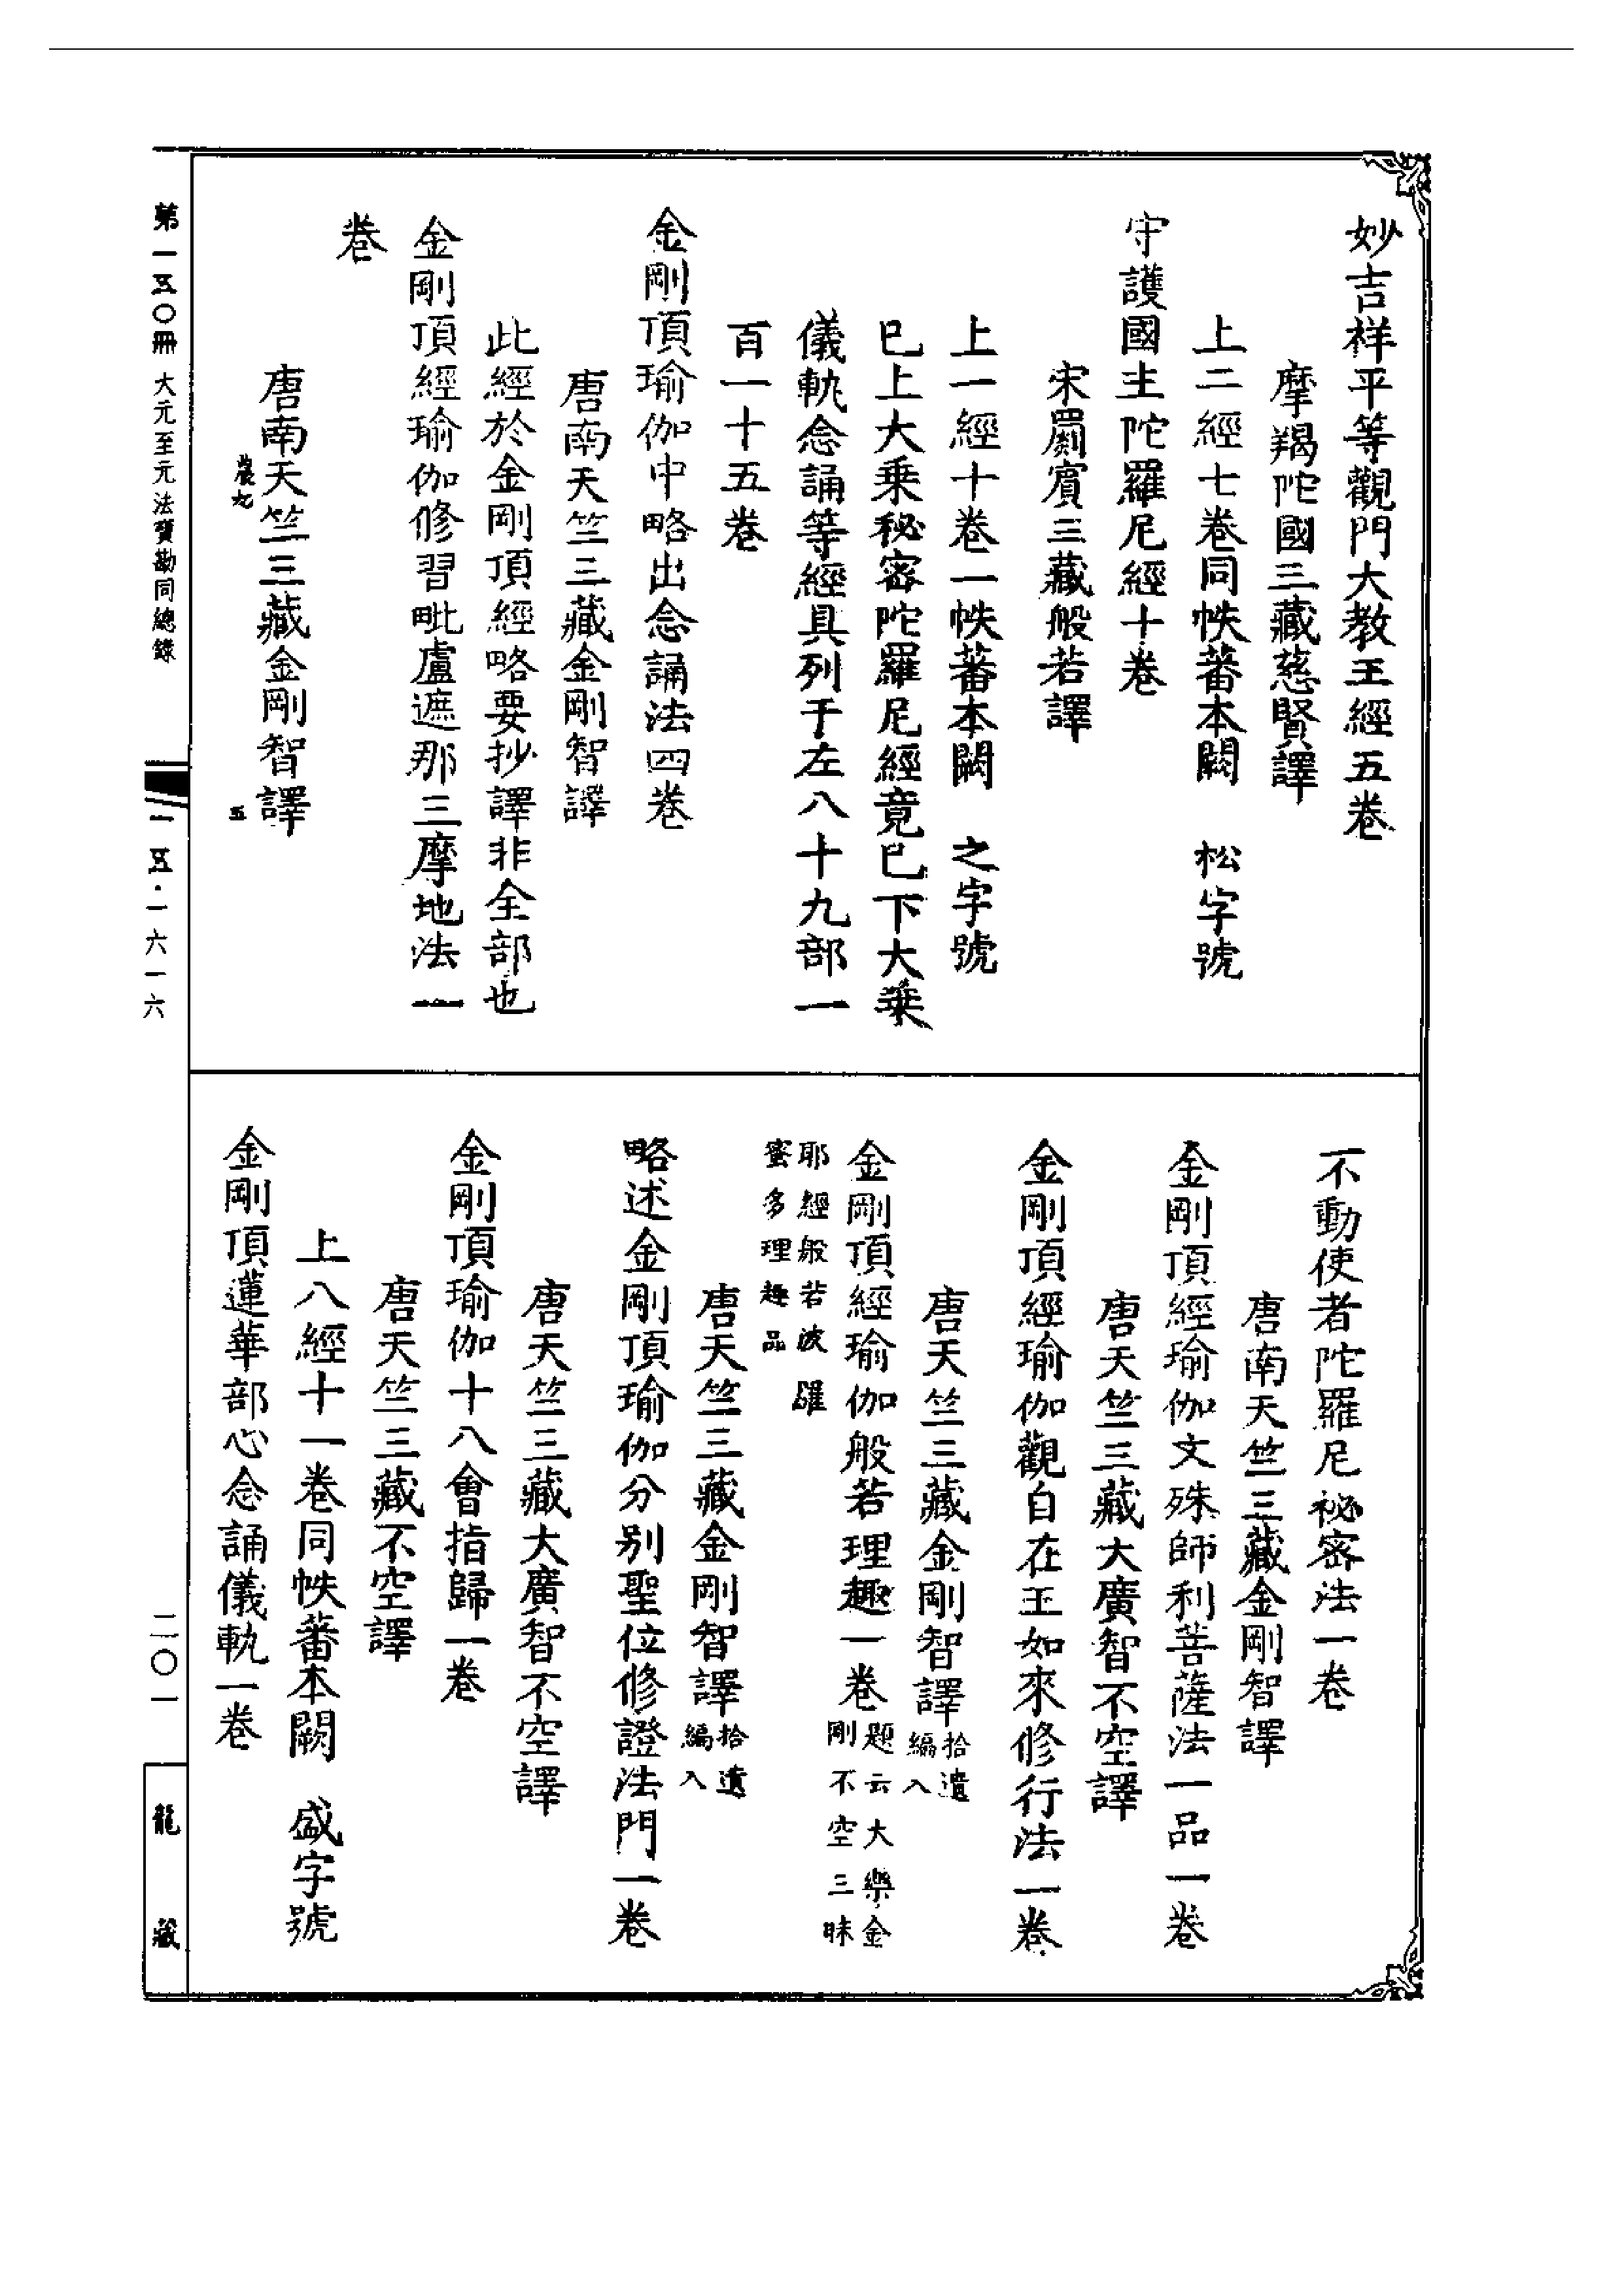 妙吉祥平等觀門大教王經五卷
摩羯陀國三藏慈賢譯
上二經七卷同帙蕃本闕　松字號
守護國主陀羅尼經十卷
宋罽賓三藏般若譯
上一經十卷一帙蕃本闕　之字號
已上大乘秘密陀羅尼經竟已下大乘
儀軌念誦等經具列于左八十九部一
百一十五卷
金剛頂瑜伽中略出念誦法四卷
唐南天竺三藏金剛智譯
此經於金剛頂經略要抄譯非全部也
金剛頂經瑜伽修習毗盧遮那三摩地法一
卷
唐南天竺三藏金剛智譯
五
第一五〇冊　大元至元法寶勘同總錄
一五·一六一六
不動使者陀羅尼祕密法一卷
唐南天竺三藏金剛智譯
金剛頂經瑜伽文殊師利菩薩法一品一卷
唐天竺三藏大廣智不空譯
金剛頂經瑜伽觀自在王如來修行法一卷
唐天竺三藏金剛智譯拾遺編入
金剛頂經瑜伽般若理趣一卷題云大樂金剛不空三昧
耶經般若波羅蜜多理趣品
唐天竺三藏金剛智譯拾遺編入
略述金剛頂瑜伽分别聖位修證法門一卷
唐天竺三藏大廣智不空譯
金剛頂瑜伽十八會指歸一卷
唐天竺三藏不空譯
上八經十一卷同帙蕃本闕　盛字號
金剛頂蓮華部心念誦儀軌一卷
二〇一
龍藏